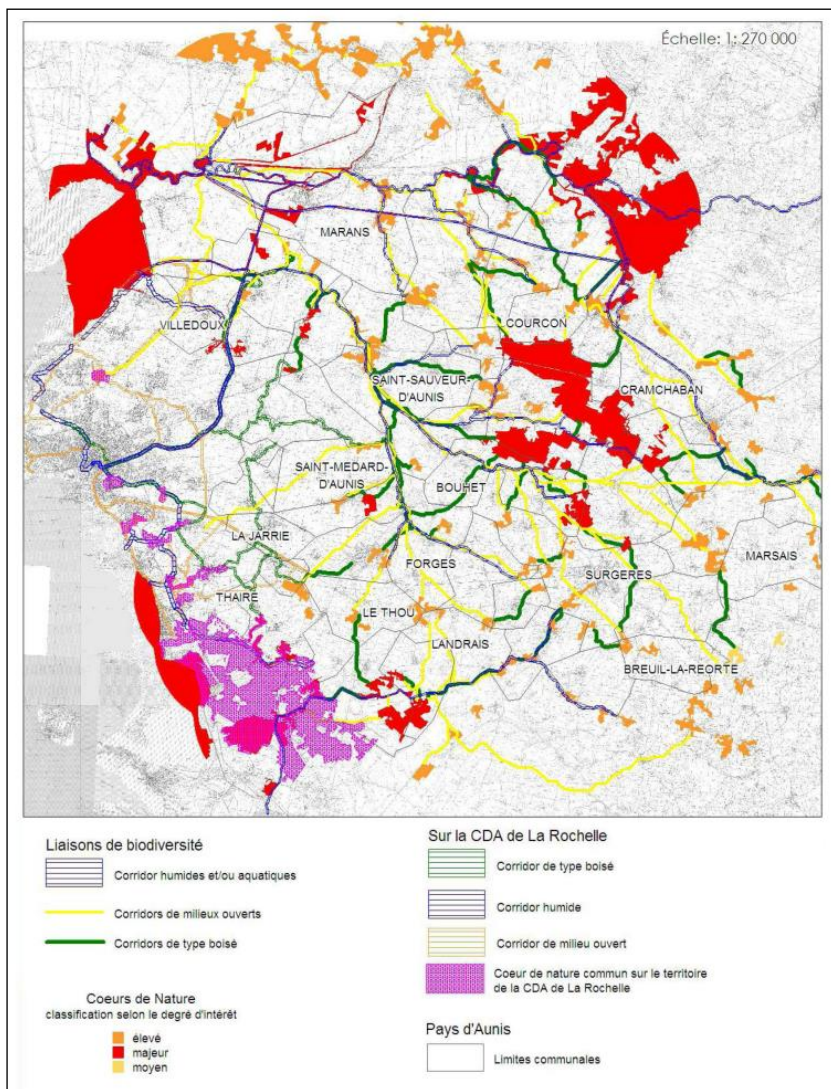 Échelle: 1: 270 000
MARANS
VILLEDOUX
COURCON
SAINT-SAUVEUR-
D'AUNIS
CRAMCHABAN
SAINT-MEDARD-
D'AUNIS
BOUHET
LA JARRIE
MARSAIS
FORGES
SURGERES
THAIRE
LE THOU
LANDRAIS
BREUIL-LA-REORTE
Liaisons de biodiversité
Corridor humides et/ou aquatiques
Corridors de milieux ouverts
Corridors de type boisé
Coeurs de Nature
classification selon le degré d'intérêt
élevé
majeur
moyen
Sur la CDA de La Rochelle
Corridor de type boisé
Corridor humide
Corridor de milieu ouvert
Coeur de nature commun sur le territoire
de la CDA de La Rochelle
Pays d'Aunis
Limites communales